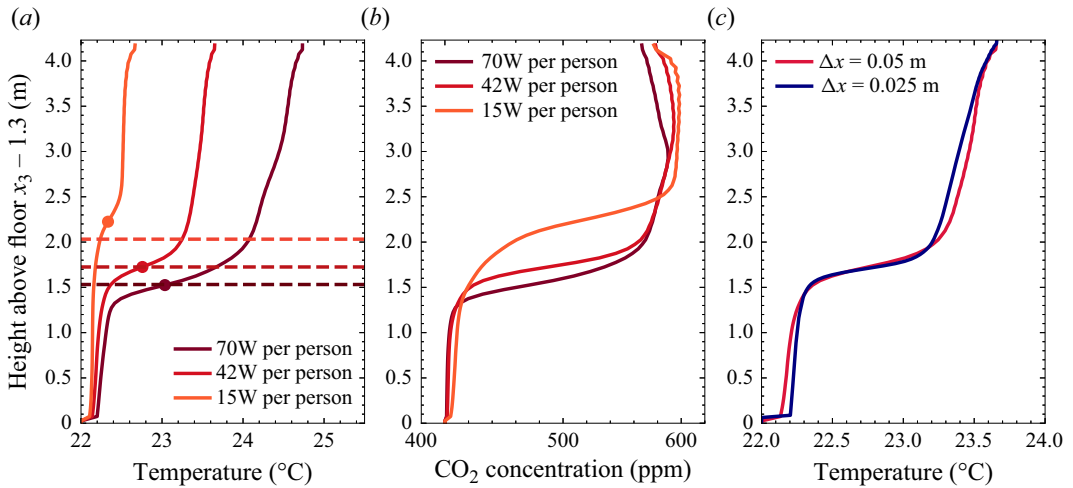 (a)
(b)
(c)
Height above floor x3 − 1.3 (m)
4.0
3.5
3.0
2.5
2.0
1.5
1.0
0.5
0
70W per person
42W per person
15W per person
22
23
24
25
Temperature (°C)
70W per person
42W per person
15W per person
400
400
500
600
CO2 concentration (ppm)
Δx = 0.05 m
Δx = 0.025 m
22.0
22.5
23.0
23.5
24.0
Temperature (°C)